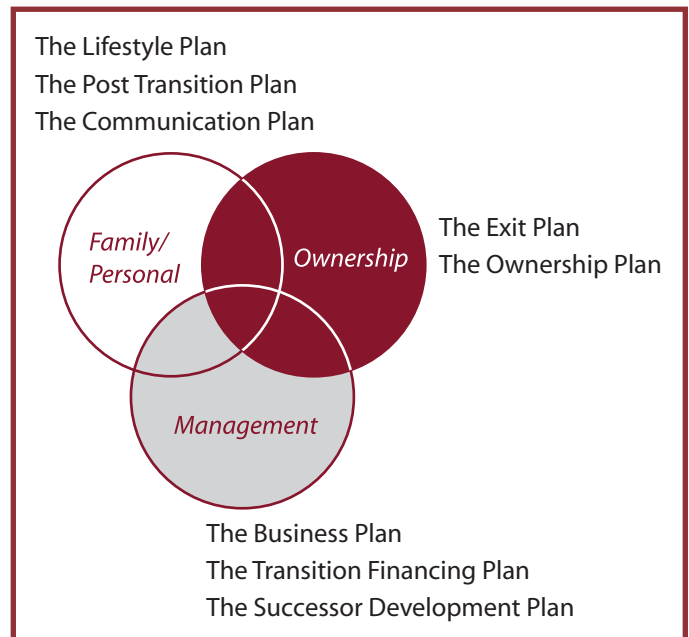 The Lifestyle Plan
The Post Transition Plan
The Communication Plan
Family/
Personal
Ownership
The Exit Plan
The Ownership Plan
Management
The Business Plan
The Transition Financing Plan
The Successor Development Plan